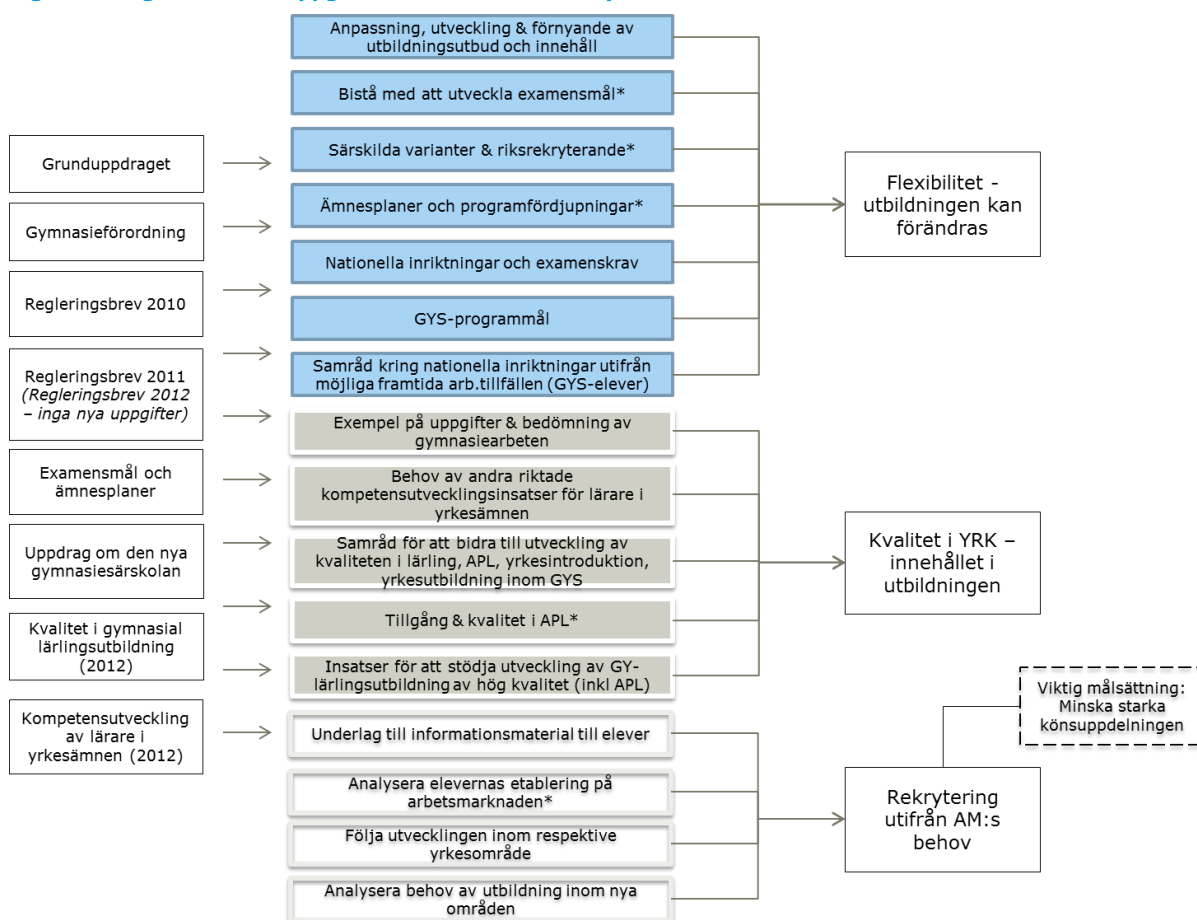 Grunduppdraget
Gymnasieförordning
Regleringsbrev 2010
Regleringsbrev 2011
(Regleringsbrev 2012
– inga nya uppgifter)
Examensmål och
ämnesplaner
Uppdrag om den nya
gymnasiesärskolan
Kvalitet i gymnasial
lärlingsutbildning
(2012)
Kompetensutveckling
av lärare i
yrkesämnen (2012)
Anpassning, utveckling & förnyande av
utbildningsutbud och innehåll
Bistå med att utveckla examensmål*
Särskilda varianter & riksrekryterande*
Ämnesplaner och programfördjupningar*
Nationella inriktningar och examenskrav
GYS-programmål
Samråd kring nationella inriktningar utifrån
möjliga framtida arb.tillfällen (GYS-elever)
Exempel på uppgifter & bedömning av
gymnasiearbeten
Behov av andra riktade
kompetensutvecklingsinsatser för lärare i
yrkesämnen
Samråd för att bidra till utveckling av
kvaliteten i lärling, APL, yrkesintroduktion,
yrkesutbildning inom GYS
Tillgång & kvalitet i APL*
Insatser för att stödja utveckling av GY-
lärlingsutbildning av hög kvalitet (inkl APL)
Underlag till informationsmaterial till elever
Analysera elevernas etablering på
arbetsmarknaden*
Följa utvecklingen inom respektive
yrkesområde
Analysera behov av utbildning inom nya
områden
Flexibilitet -
utbildningen kan
förändras
Kvalitet i YRK –
innehållet i
utbildningen
Viktig målsättning:
Minska starka
könsuppdelningen
Rekrytering
utifrån AM:s
behov